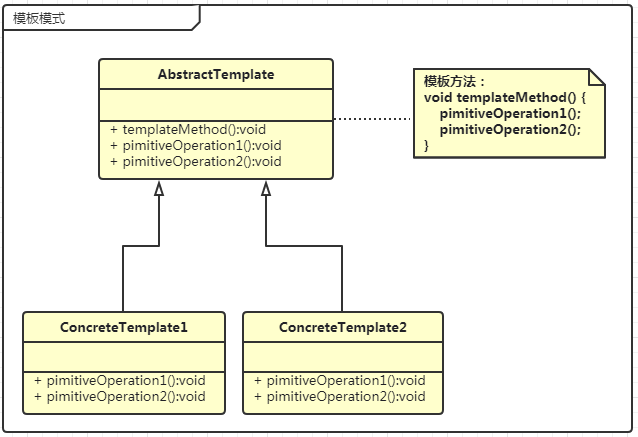 模板模式
AbstractTemplate
+ templateMethod():void
+ pimitiveOperation1():void
+ pimitiveOperation2():void
模板方法：
void templateMethod() {
pimitiveOperation1();
pimitiveOperation2();
}
ConcreteTemplate1
+ pimitiveOperation1():void
+ pimitiveOperation2():void
ConcreteTemplate2
+ pimitiveOperation1():void
+ pimitiveOperation2():void